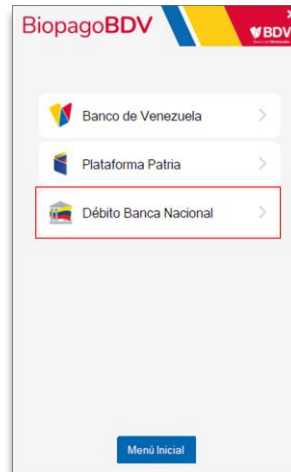 BiopagoBDV
BDV
Banco de Venezuela
Plataforma Patria
Débito Banca Nacional
Menú Inicial